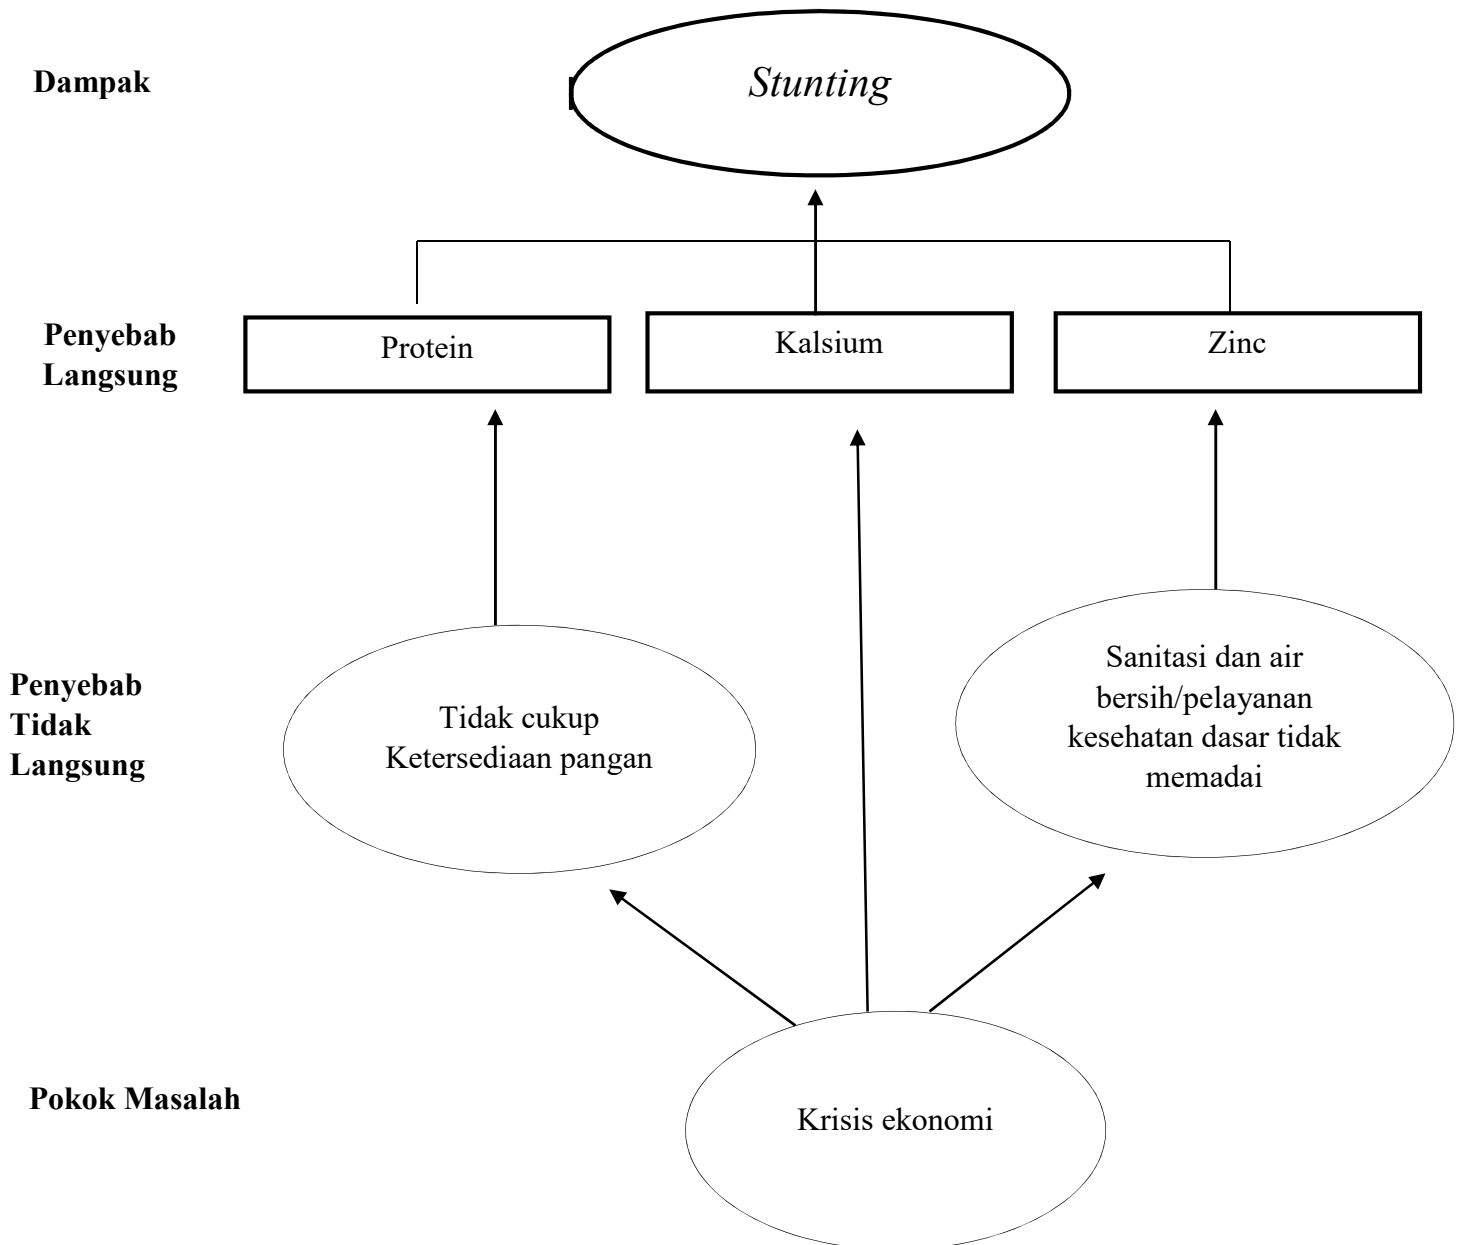 Dampak
Stunting
Penyebab
Langsung
Protein
Kalsium
Zinc
Penyebab
Tidak
Langsung
Tidak cukup
Ketersediaan pangan
Sanitasi dan air
bersih/pelayanan
kesehatan dasar tidak
memadai
Pokok Masalah
Krisis ekonomi